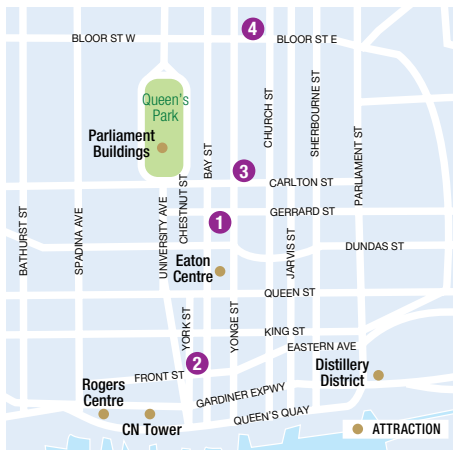 4
BLOOR ST W
BLOOR ST E
Queen's
Park
Parliament
Buildings
BAY ST
CHURCH ST
SHERBOURNE ST
PARLIAMENT ST
3
CARLTON ST
BATHURST ST
SPADINA AVE
UNIVERSITY AVE
CHESTNUT ST
1
GERRARD ST
JARVIS ST
DUNDAS ST
Eaton
Centre
QUEEN ST
YORK ST
YONGE ST
KING ST
EASTERN AVE
2
FRONT ST
Distillery
District
Rogers
Centre
GARDINER EXPWY
CN Tower
QUEEN'S QUAY
ATTRACTION